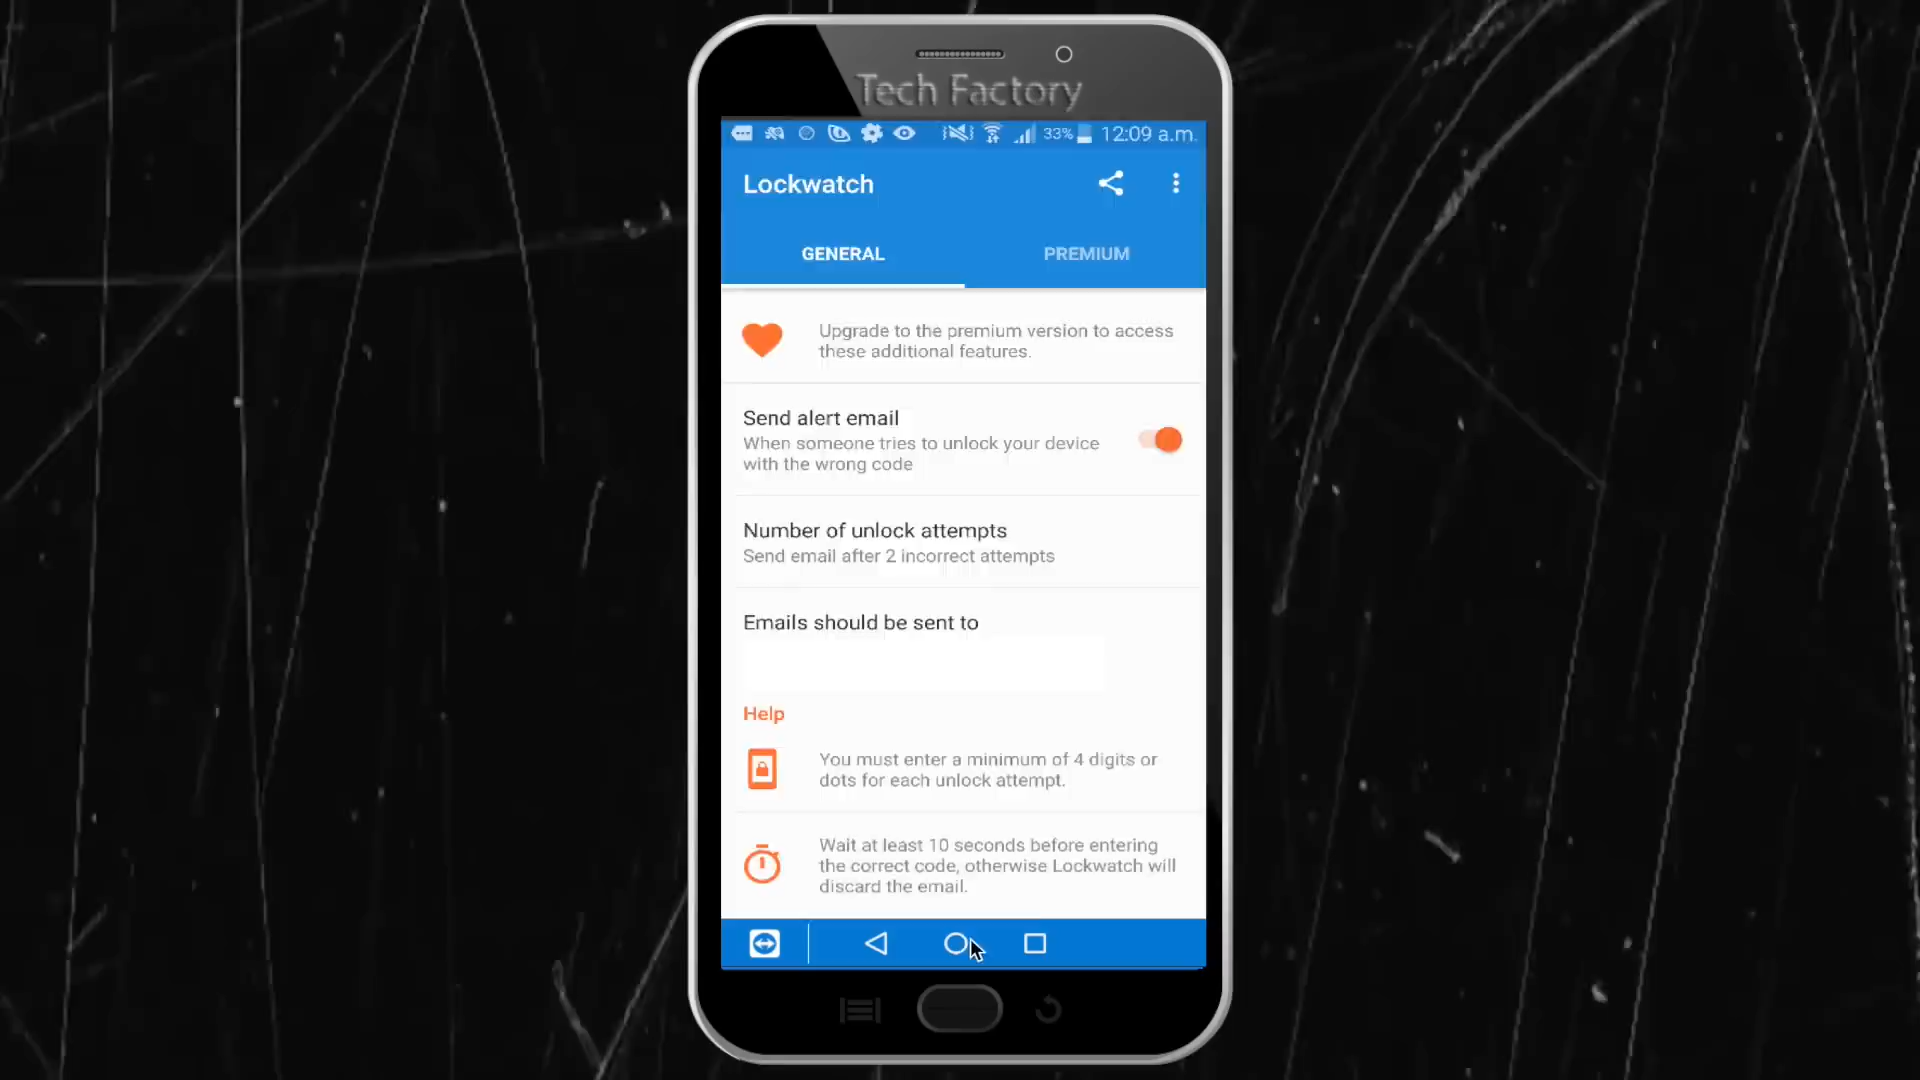 Tech Factory
33% 12:09 a.m.
Lockwatch
GENERAL PREMIUM
Upgrade to the premium version to access
these additional features.
Send alert email
When someone tries to unlock your device
with the wrong code
Number of unlock attempts
Send email after 2 incorrect attempts
Emails should be sent to
Help
You must enter a minimum of 4 digits or
dots for each unlock attempt.
Wait at least 10 seconds before entering
the correct code, otherwise Lockwatch will
discard the email.